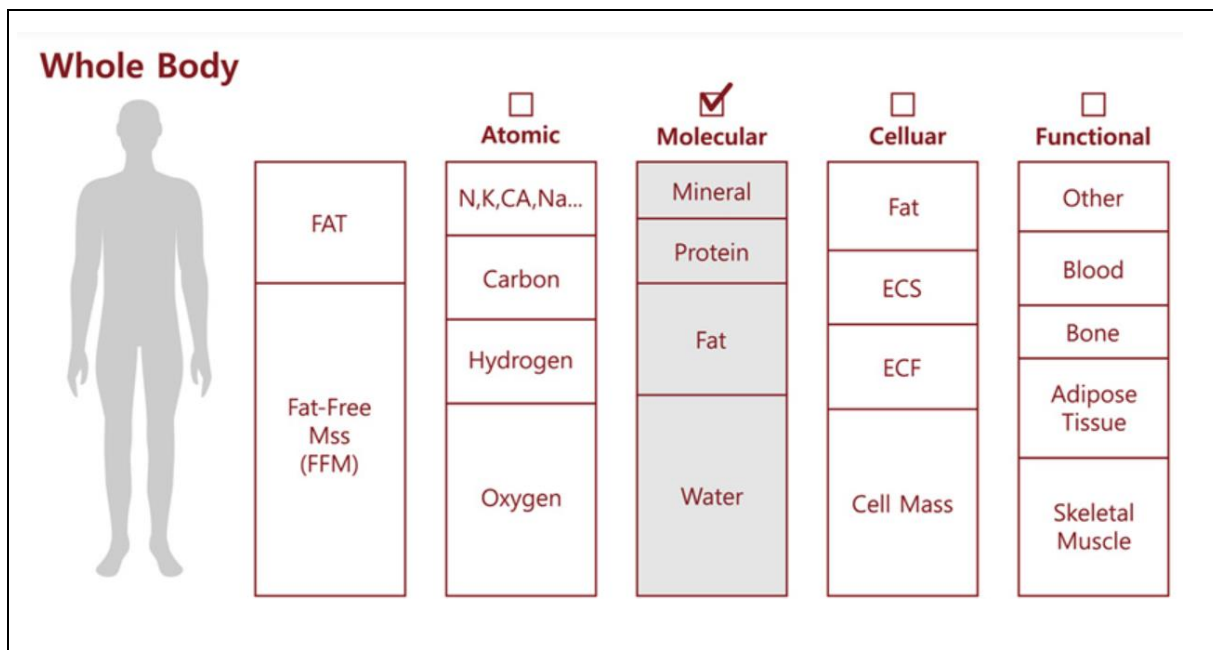 Whole Body
FAT
Fat-Free
Mss
(FFM)
Atomic
N,K,CA,Na...
Carbon
Hydrogen
Oxygen
Molecular
Mineral
Protein
Fat
Water
Celluar
Fat
ECS
ECF
Cell Mass
Functional
Other
Blood
Bone
Adipose
Tissue
Skeletal
Muscle